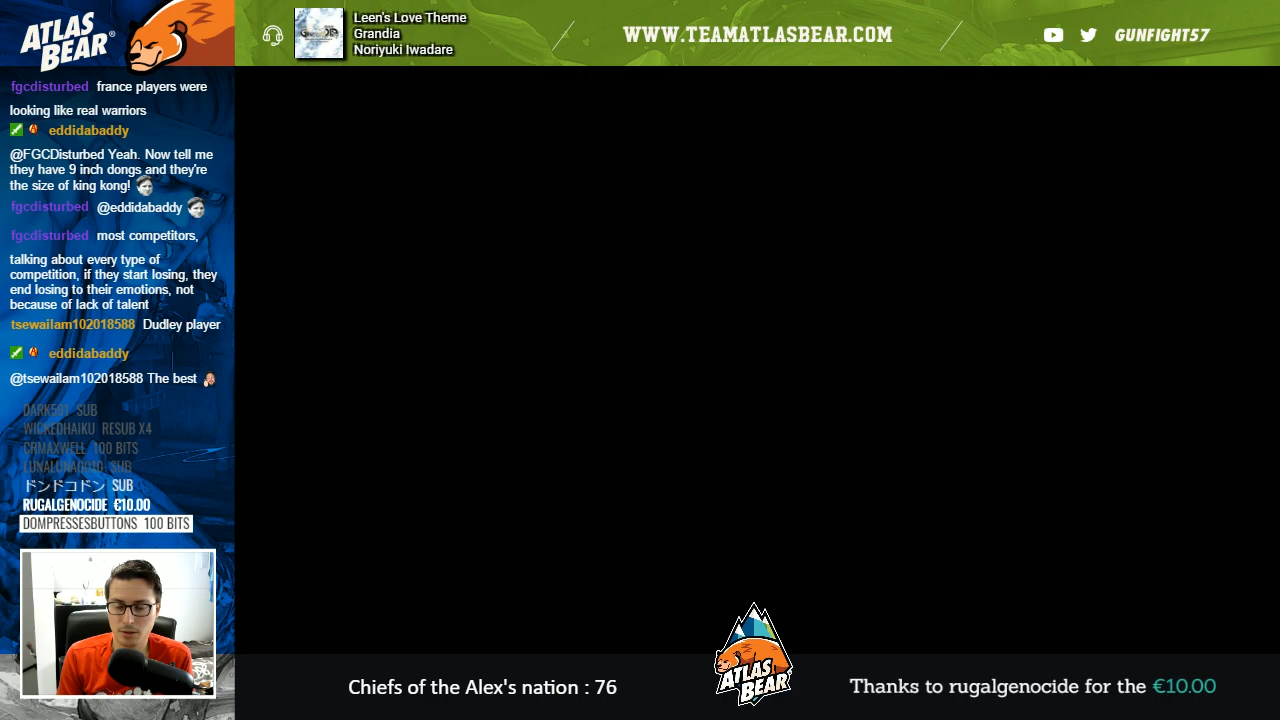 ATLAS
BEAR®
Leen's Love Theme
Grandia
Noriyuki Iwadare
WWW.TEAMATLASBEAR.COM
GUNFIGHT57
fgcdisturbed france players were
looking like real warriors
eddidabaddy
@FGCDisturbed Yeah. Now tell me
they have 9 inch dongs and they're
the size of king kong!
fgcdisturbed @eddidabaddy
fgcdisturbed most competitors,
talking about every type of
competition, if they start losing, they
end losing to their emotions, not
because of lack of talent
tsewailam102018588 Dudley player
eddidabaddy
@tsewailam102018588 The best
DARK591 SUB
WICKEDHAIKU RESUB X4
CRMAXWELL 100 BITS
SUB
ドンドコドン SUB
RUGALGENOCIDE €10.00
DOMPRESSESBUTTONS 100 BITS
Chiefs of the Alex's nation : 76
ATLAS
BEAR
Thanks to rugalgenocide for the €10.00